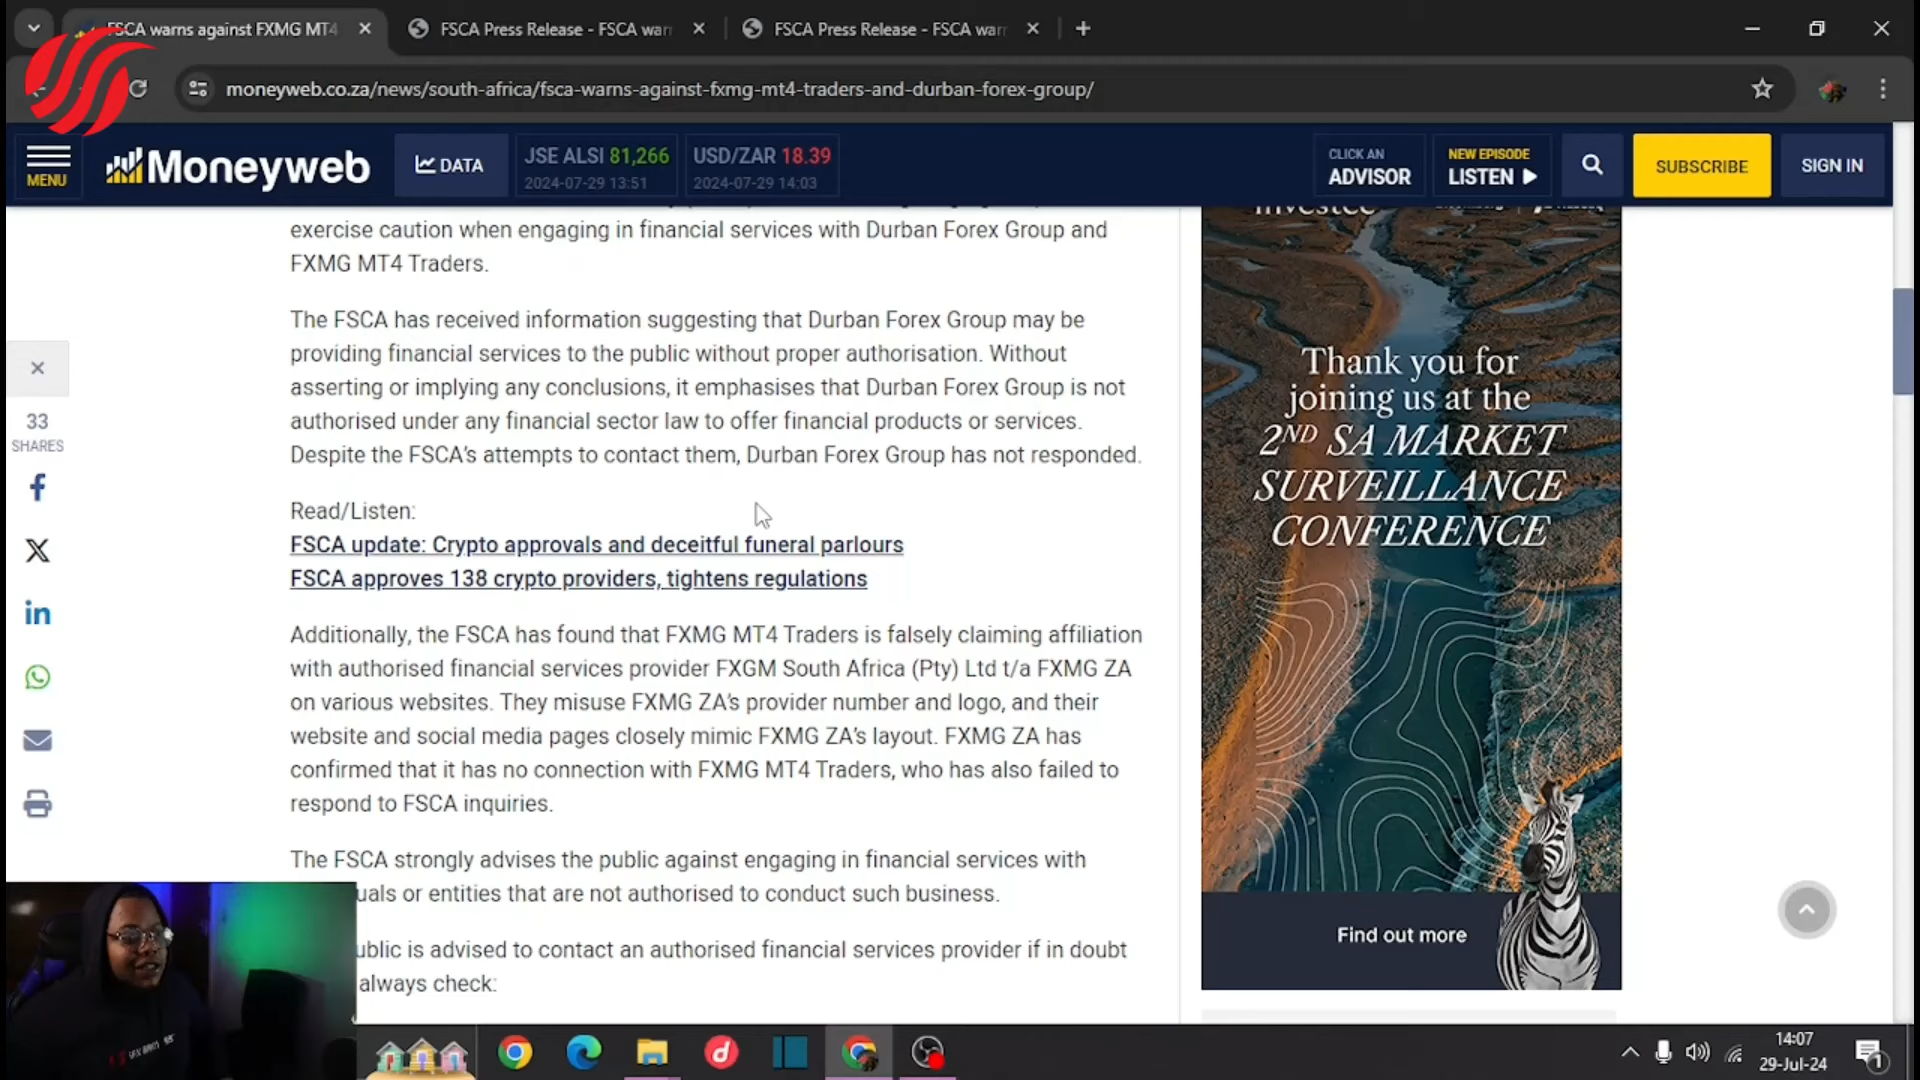 FSCA warns against FXMG MT4
FSCA Press Release - FSCA war
FSCA Press Release - FSCA war
moneyweb.co.za/news/south-africa/fsca-warns-against-fxmg-mt4-traders-and-durban-forex-group/
MENU
Moneyweb
DATA
JSE ALSI 81,266
2024-07-29 13:51
USD/ZAR 18.39
2024-07-29 14:03
CLICK AN
ADVISOR
NEW EPISODE
LISTEN
SUBSCRIBE
SIGN IN
exercise caution when engaging in financial services with Durban Forex Group and
FXMG MT4 Traders.
The FSCA has received information suggesting that Durban Forex Group may be
providing financial services to the public without proper authorisation. Without
asserting or implying any conclusions, it emphasises that Durban Forex Group is not
authorised under any financial sector law to offer financial products or services.
Despite the FSCA's attempts to contact them, Durban Forex Group has not responded.
Read/Listen:
FSCA update: Crypto approvals and deceitful funeral parlours
FSCA approves 138 crypto providers, tightens regulations
Additionally, the FSCA has found that FXMG MT4 Traders is falsely claiming affiliation
with authorised financial services provider FXGM South Africa (Pty) Ltd t/a FXMG ZA
on various websites. They misuse FXMG ZA's provider number and logo, and their
website and social media pages closely mimic FXMG ZA's layout. FXMG ZA has
confirmed that it has no connection with FXMG MT4 Traders, who has also failed to
respond to FSCA inquiries.
The FSCA strongly advises the public against engaging in financial services with
uals or entities that are not authorised to conduct such business.
ublic is advised to contact an authorised financial services provider if in doubt
always check:
33
SHARES
Thank you for
joining us at the
2ND SA MARKET
SURVEILLANCE
CONFERENCE
Find out more
14:07
29-Jul-24
1